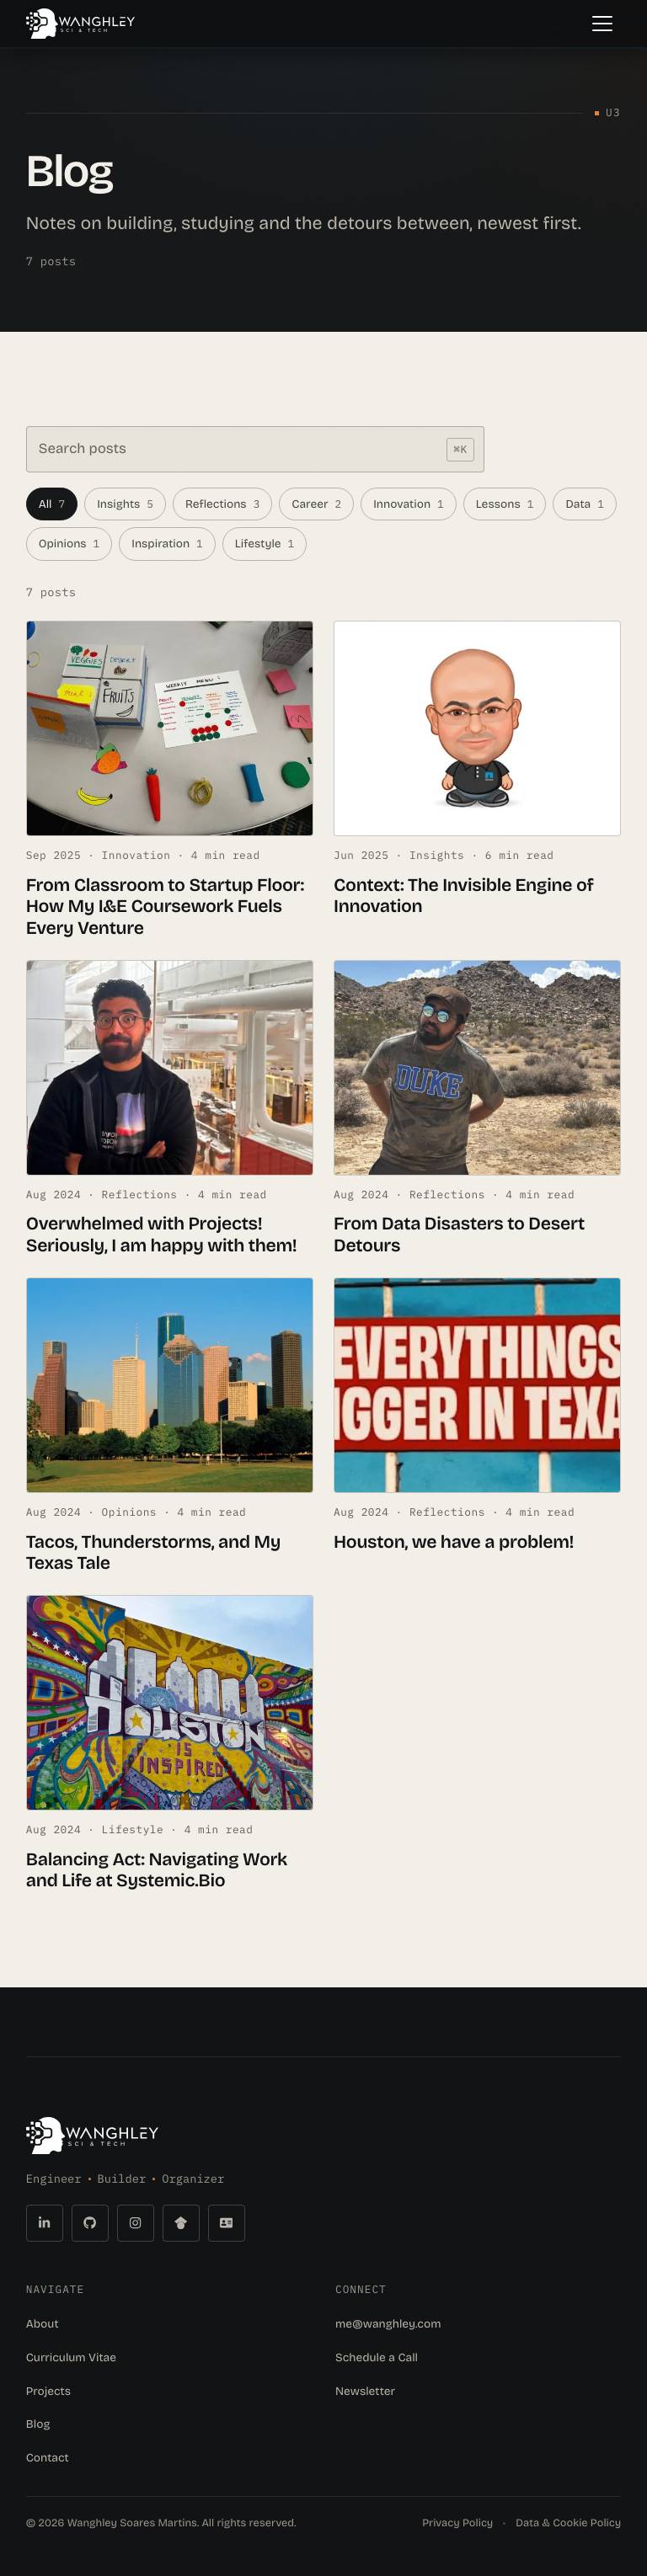 WANGHLEY
SCI & TECH
U3
Blog
Notes on building, studying and the detours between, newest first.
7 posts
Search posts
⌘K
All 7
Insights 5
Reflections 3
Career 2
Innovation 1
Lessons 1
Data 1
Opinions 1
Inspiration 1
Lifestyle 1
7 posts
VEGGIES
DESERT
meat
FRUITS
WEEKLY MENU:
Sep 2025 · Innovation · 4 min read
From Classroom to Startup Floor:
How My I&E Coursework Fuels
Every Venture
Jun 2025 · Insights · 6 min read
Context: The Invisible Engine of
Innovation
DUKE
Aug 2024 · Reflections · 4 min read
Overwhelmed with Projects!
Seriously, I am happy with them!
Aug 2024 · Reflections · 4 min read
From Data Disasters to Desert
Detours
EVERYTHINGS
IGGER IN TEXA
Aug 2024 · Opinions · 4 min read
Tacos, Thunderstorms, and My
Texas Tale
Aug 2024 · Reflections · 4 min read
Houston, we have a problem!
HOUSTON
IS
INSPIRED
Aug 2024 · Lifestyle · 4 min read
Balancing Act: Navigating Work
and Life at Systemic.Bio
WANGHLEY
SCI & TECH
Engineer • Builder • Organizer
in
NAVIGATE
About
Curriculum Vitae
Projects
Blog
Contact
CONNECT
me@wanghley.com
Schedule a Call
Newsletter
© 2026 Wanghley Soares Martins. All rights reserved.
Privacy Policy • Data & Cookie Policy